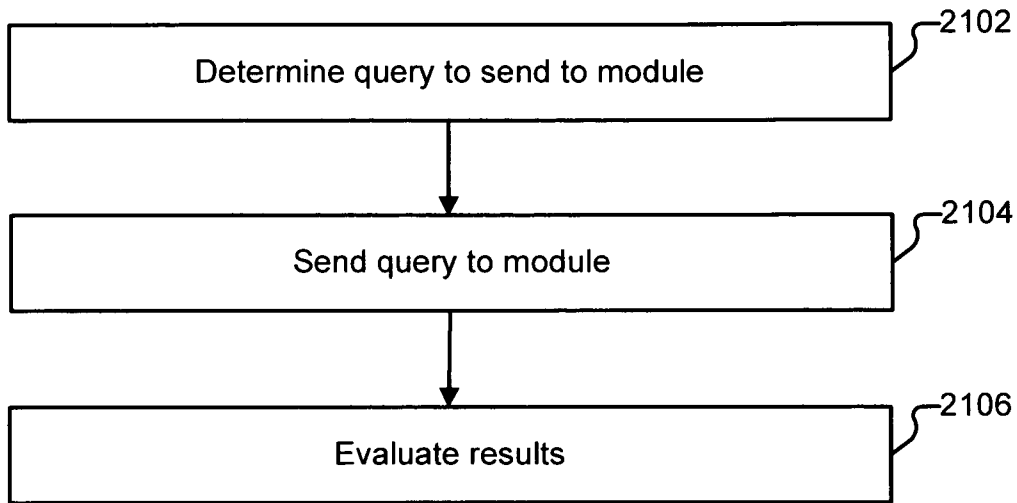 2102
Determine query to send to module
2104
Send query to module
2106
Evaluate results